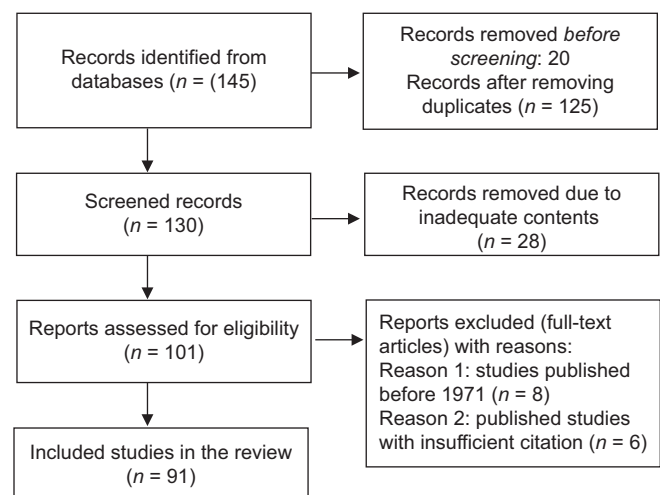 Records identified from
databases (n = (145)
Records removed before
screening: 20
Records after removing
duplicates (n = 125)
Screened records
(n = 130)
Records removed due to
inadequate contents
(n = 28)
Reports assessed for eligibility
(n = 101)
Reports excluded (full-text
articles) with reasons:
Reason 1: studies published
before 1971 (n = 8)
Reason 2: published studies
with insufficient citation (n = 6)
Included studies in the review
(n = 91)